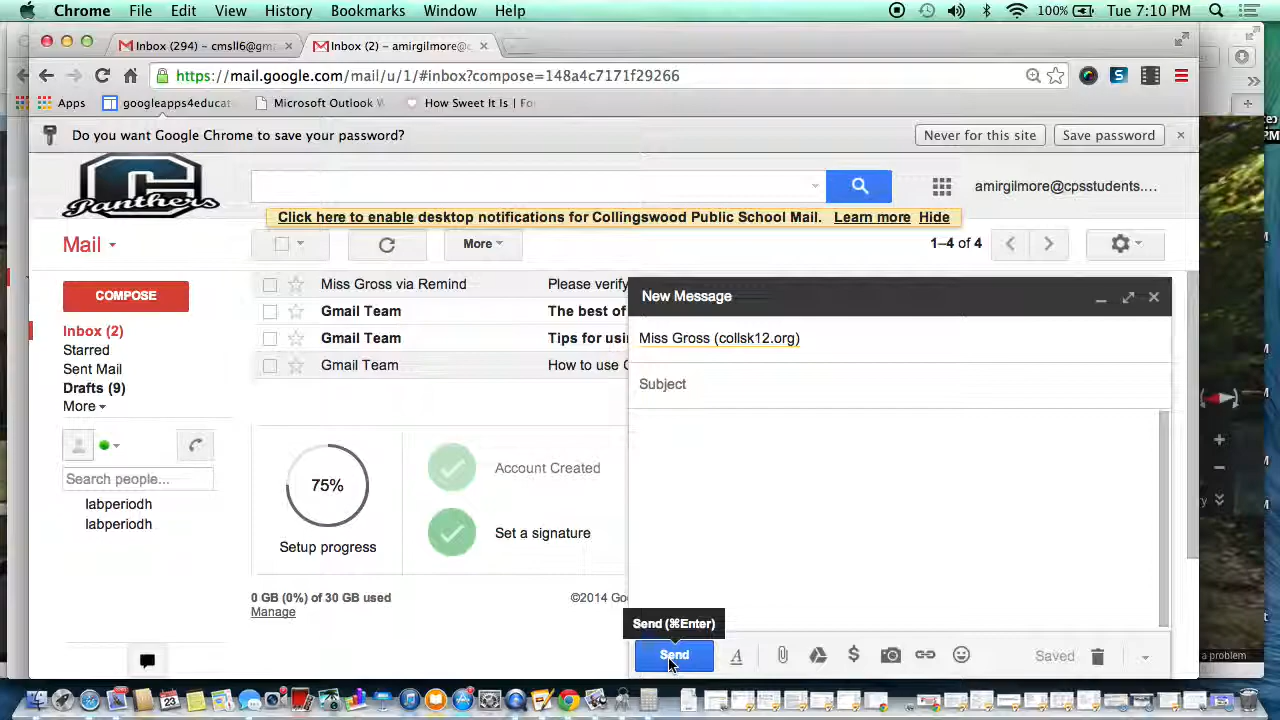 Chrome File Edit View History Bookmarks Window Help 100% Tue 7:10 PM
Inbox (294) – cmsll6@gm Inbox (2) – amirgilmore@c
https://mail.google.com/mail/u/1/#inbox?compose=148a4c7171f29266
Apps googleapps4educat Microsoft Outlook W How Sweet It Is | Fo
Do you want Google Chrome to save your password? Never for this site Save password
C Panthers
amirgilmore@cpsstudents....
Click here to enable desktop notifications for Collingswood Public School Mail. Learn more Hide
Mail More 1–4 of 4
COMPOSE
Inbox (2)
Starred
Sent Mail
Drafts (9)
More
Search people...
labperiodh
labperiodh
Miss Gross via Remind Please verify
Gmail Team The best of
Gmail Team Tips for usi
Gmail Team How to use
75%
Setup progress
Account Created
Set a signature
0 GB (0%) of 30 GB used
Manage
©2014 Go
New Message
Miss Gross (collsk12.org)
Subject
Send (⌘Enter)
Send Saved
a problem
23